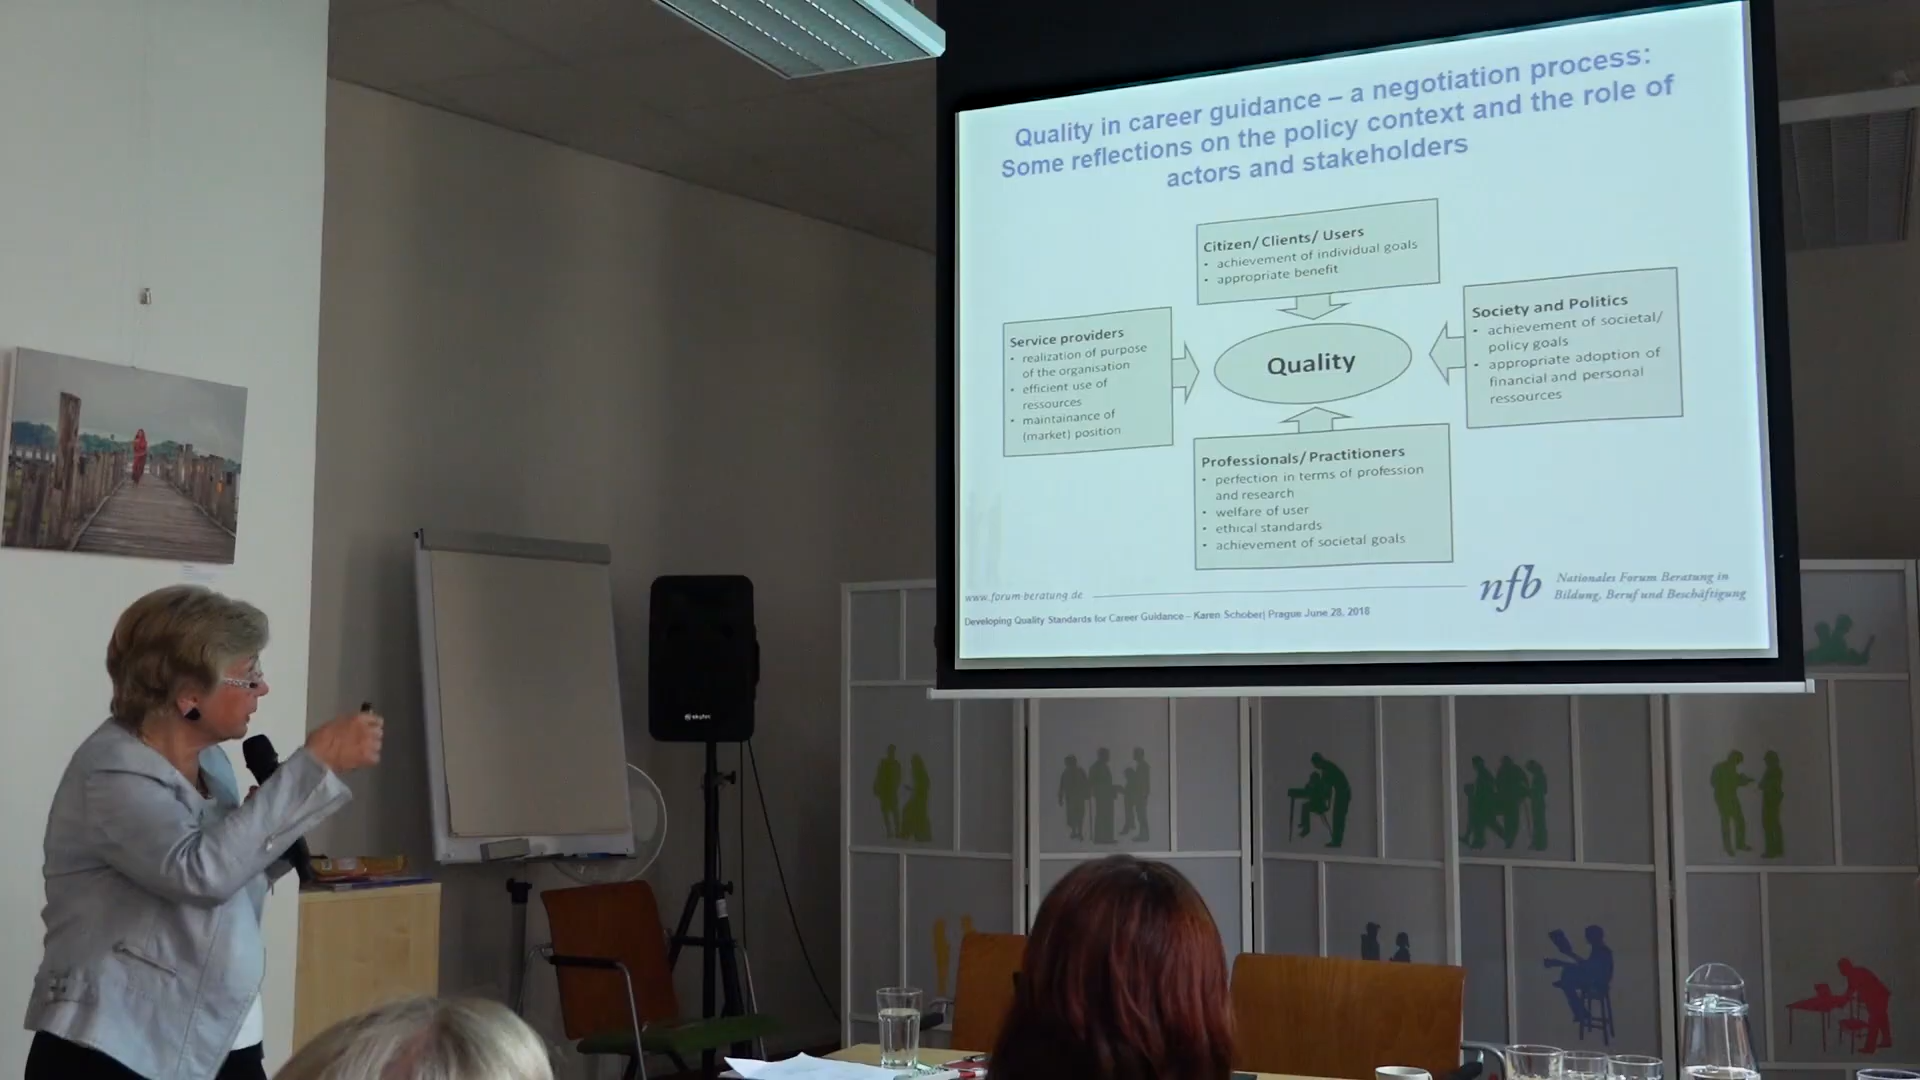 Quality in career guidance – a negotiation process:
Some reflections on the policy context and the role of
actors and stakeholders
Citizen/ Clients/ Users
• achievement of individual goals
• appropriate benefit
Service providers
• realization of purpose
of the organisation
• efficient use of
ressources
• maintainance of
(market) position
Quality
Society and Politics
• achievement of societal/
policy goals
• appropriate adoption of
financial and personal
ressources
Professionals/ Practitioners
• perfection in terms of profession
and research
• welfare of user
• ethical standards
• achievement of societal goals
www.forum-beratung.de
nfb
Nationales Forum Beratung in
Bildung, Beruf und Beschäftigung
Developing Quality Standards for Career Guidance – Karen Schober| Prague June 28, 2018